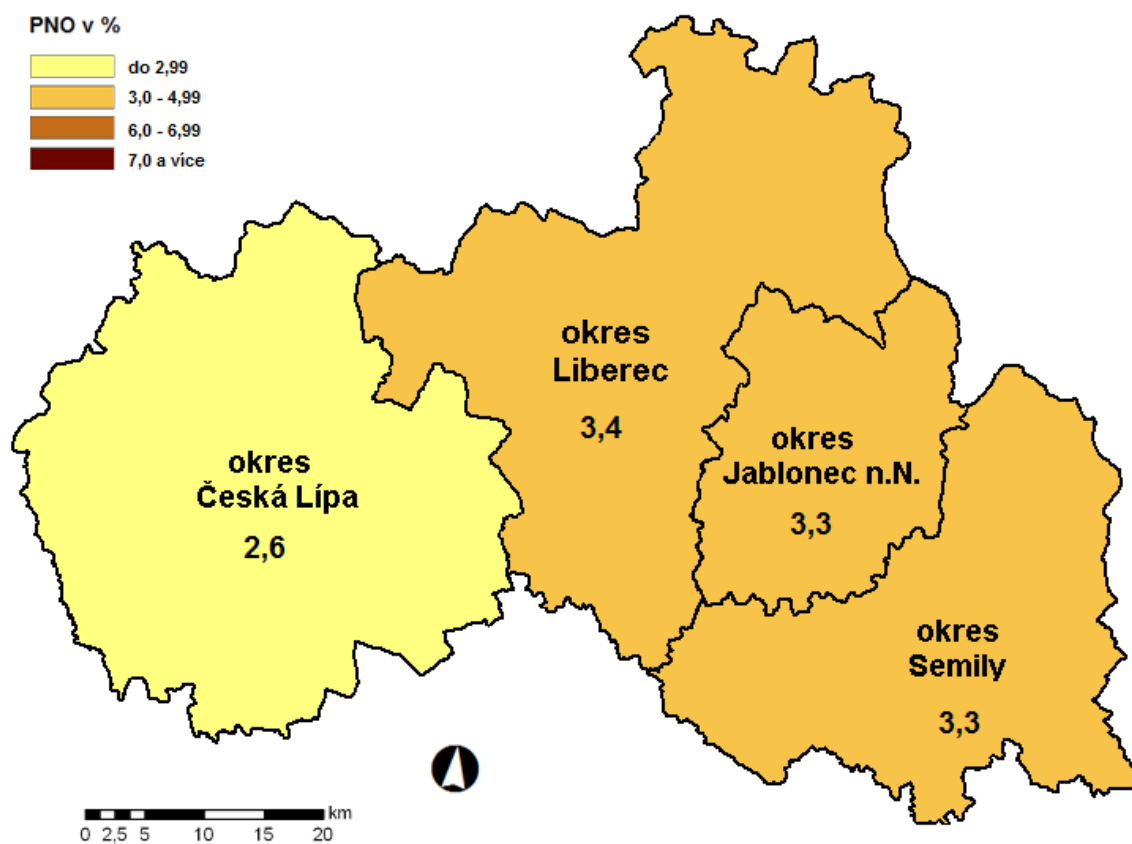 PNO v %
do 2,99
3,0 - 4,99
6,0 - 6,99
7,0 a více
okres
Liberec
3,4
okres
Jablonec n.N.
3,3
okres
Česká Lípa
2,6
okres
Semily
3,3
km
0 2,5 5 10 15 20